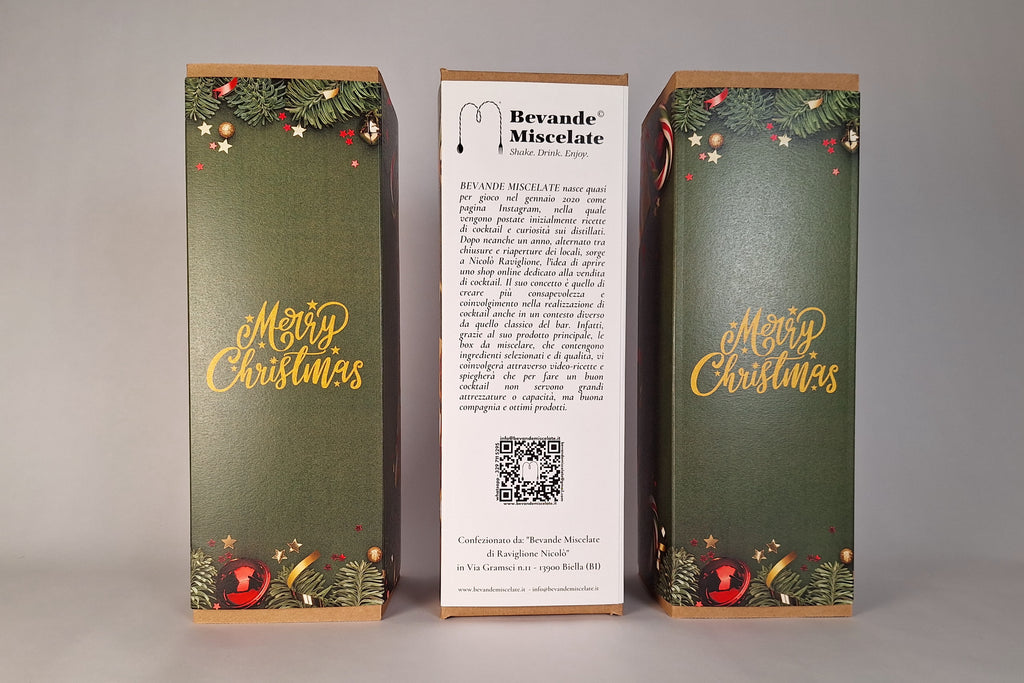 Merry
Christmas
Bevande©
Miscelate
Shake. Drink. Enjoy.
BEVANDE MISCELATE nasce quasi
per gioco nel gennaio 2020 come
pagina Instagram, nella quale
vengono postate inizialmente ricette
di cocktail e curiosità sui distillati.
Dopo neanche un anno, alternato tra
chiusure e riaperture dei locali, sorge
a Nicolò Raviglione, l'idea di aprire
uno shop online dedicato alla vendita
di cocktail. Il suo concetto è quello di
creare più consapevolezza e
coinvolgimento nella realizzazione di
cocktail anche in un contesto diverso
da quello classico del bar. Infatti,
grazie al suo prodotto principale, le
box da miscelare, che contengono
ingredienti selezionati e di qualità, vi
coinvolgerà attraverso video-ricette e
spiegherà che per fare un buon
cocktail non servono grandi
attrezzature o capacità, ma buona
compagnia e ottimi prodotti.
info@bevandemiscelate.it
www.bevandemiscelate.it
Confezionato da: "Bevande Miscelate
di Raviglione Nicolò"
in Via Gramsci n.11 - 13900 Biella (BI)
www.bevandemiscelate.it - info@bevandemiscelate.it
Merry
Christmas